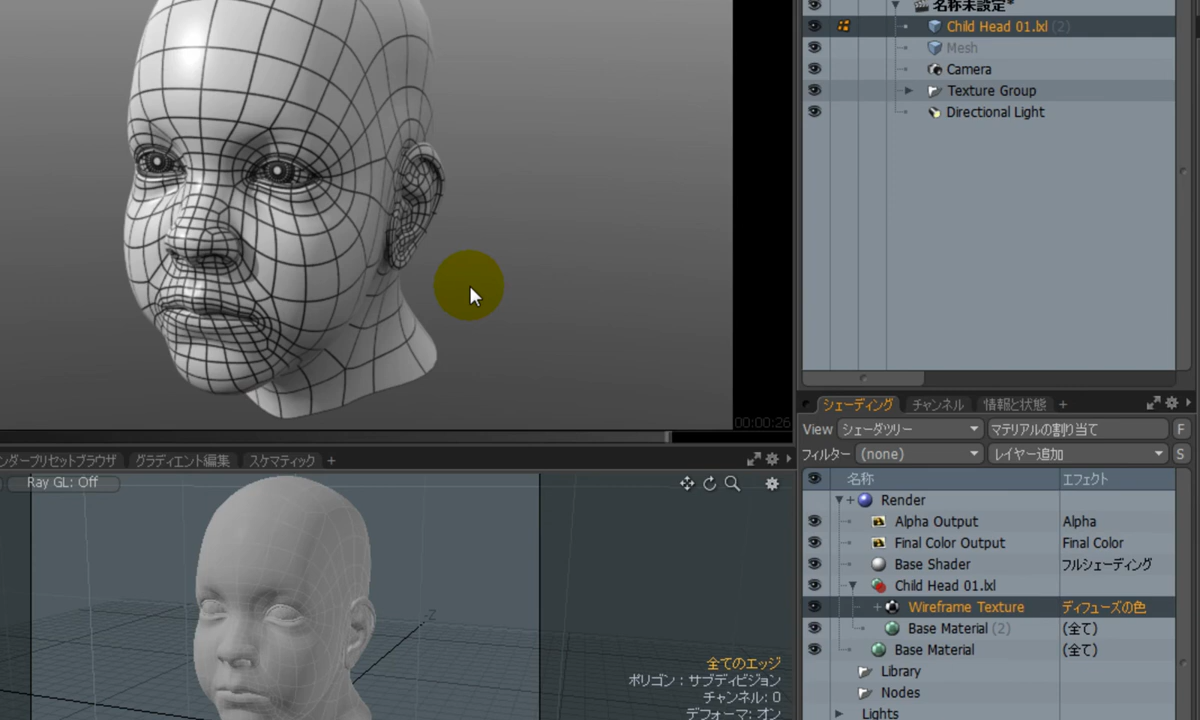 名称未設定*
Child Head 01.lxl (2)
Mesh
Camera
Texture Group
Directional Light
00:00:26
シェーディング チャンネル 情報と状態 +
View シェーダツリー マテリアルの割り当て F
フィルター (none) レイヤー追加 S
名称 エフェクト
Render
Alpha Output Alpha
Final Color Output Final Color
Base Shader フルシェーディング
Child Head 01.lxl
Wireframe Texture ディフューズの色
Base Material (2) (全て)
Base Material (全て)
Library
Nodes
Lights
ンダープリセットブラウザ グラディエント編集 スケマティック +
Ray GL: Off
Z
全てのエッジ
ポリゴン : サブディビジョン
チャンネル: 0
デフォーマ: オン